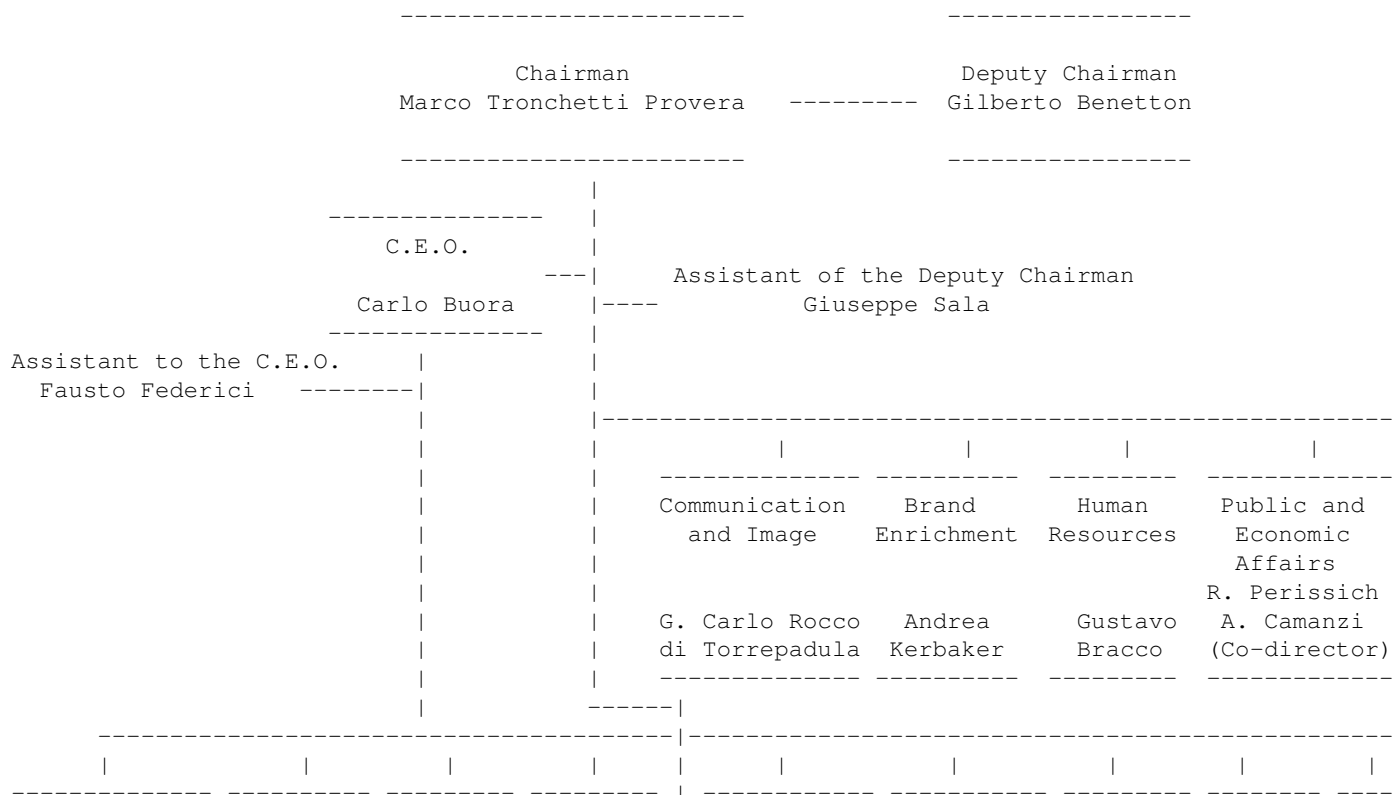 Chairman Deputy Chairman
Marco Tronchetti Provera --------- Gilberto Benetton
C.E.O.
Assistant of the Deputy Chairman
Carlo Buora Giuseppe Sala
Assistant to the C.E.O.
Fausto Federici
Communication Brand Human Public and
and Image Enrichment Resources Economic
Affairs
R. Perissich
G. Carlo Rocco Andrea Gustavo A. Camanzi
di Torrepadula Kerbaker Bracco (Co-director)